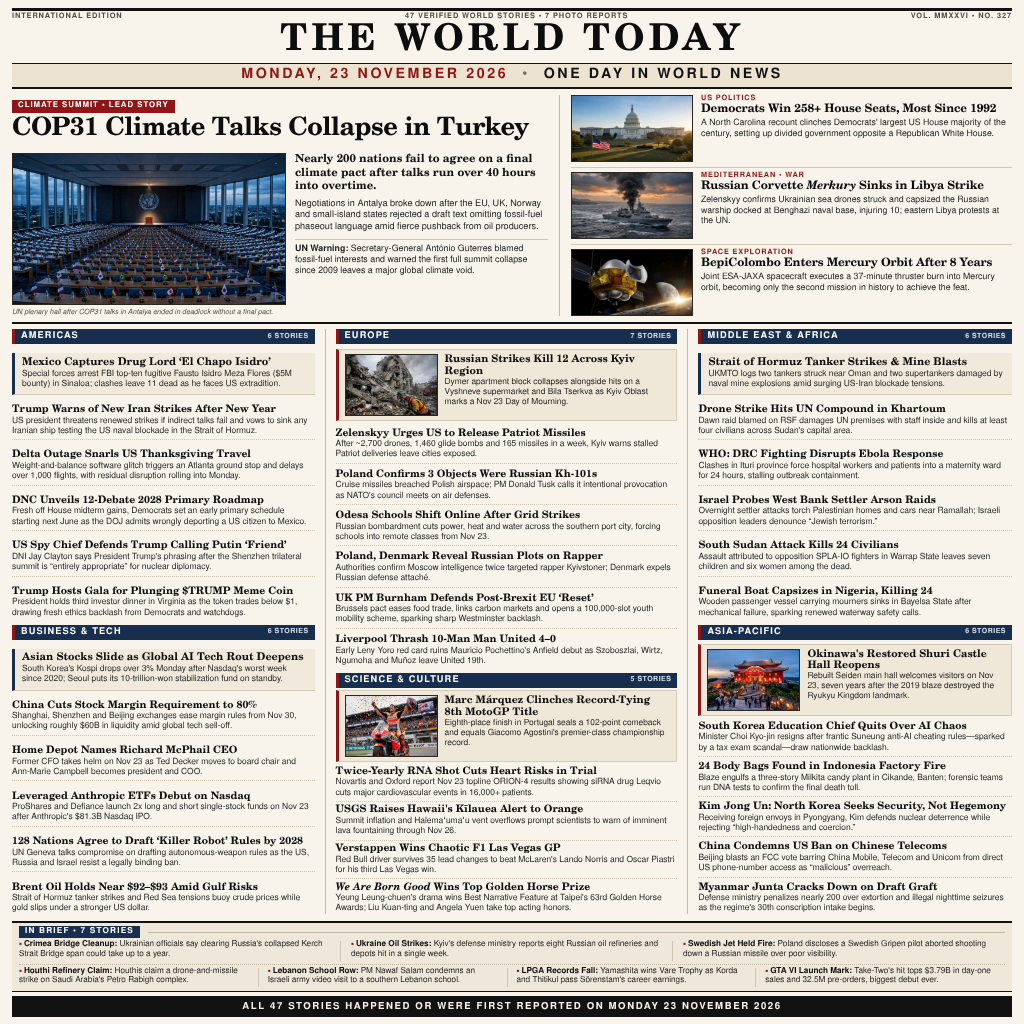 INTERNATIONAL EDITION
47 VERIFIED WORLD STORIES • 7 PHOTO REPORTS
VOL. MMXXVI • NO. 327
THE WORLD TODAY
MONDAY, 23 NOVEMBER 2026 • ONE DAY IN WORLD NEWS
CLIMATE SUMMIT • LEAD STORY
COP31 Climate Talks Collapse in Turkey
Nearly 200 nations fail to agree on a final
climate pact after talks run over 40 hours
into overtime.
Negotiations in Antalya broke down after the EU, UK, Norway
and small-island states rejected a draft text omitting fossil-fuel
phaseout language amid fierce pushback from oil producers.
UN Warning: Secretary-General António Guterres blamed
fossil-fuel interests and warned the first full summit collapse
since 2009 leaves a major global climate void.
UN plenary hall after COP31 talks in Antalya ended in deadlock without a final pact.
US POLITICS
Democrats Win 258+ House Seats, Most Since 1992
A North Carolina recount clinches Democrats' largest US House majority of the
century, setting up divided government opposite a Republican White House.
MEDITERRANEAN • WAR
Russian Corvette Merkury Sinks in Libya Strike
Zelenskyy confirms Ukrainian sea drones struck and capsized the Russian
warship docked at Benghazi naval base, injuring 10; eastern Libya protests at
the UN.
SPACE EXPLORATION
BepiColombo Enters Mercury Orbit After 8 Years
Joint ESA-JAXA spacecraft executes a 37-minute thruster burn into Mercury
orbit, becoming only the second mission in history to achieve the feat.
AMERICAS
6 STORIES
Mexico Captures Drug Lord ‘El Chapo Isidro’
Special forces arrest FBI top-ten fugitive Fausto Isidro Meza Flores ($5M
bounty) in Sinaloa; clashes leave 11 dead as he faces US extradition.
Trump Warns of New Iran Strikes After New Year
US president threatens renewed strikes if indirect talks fail and vows to sink any
Iranian ship testing the US naval blockade in the Strait of Hormuz.
Delta Outage Snarls US Thanksgiving Travel
Weight-and-balance software glitch triggers an Atlanta ground stop and delays
over 1,000 flights, with residual disruption rolling into Monday.
DNC Unveils 12-Debate 2028 Primary Roadmap
Fresh off House midterm gains, Democrats set an early primary schedule
starting next June as the DOJ admits wrongly deporting a US citizen to Mexico.
US Spy Chief Defends Trump Calling Putin ‘Friend’
DNI Jay Clayton says President Trump's phrasing after the Shenzhen trilateral
summit is “entirely appropriate” for nuclear diplomacy.
Trump Hosts Gala for Plunging $TRUMP Meme Coin
President holds third investor dinner in Virginia as the token trades below $1,
drawing fresh ethics backlash from Democrats and watchdogs.
BUSINESS & TECH
6 STORIES
Asian Stocks Slide as Global AI Tech Rout Deepens
South Korea's Kospi drops over 3% Monday after Nasdaq's worst week
since 2020; Seoul puts its 10-trillion-won stabilization fund on standby.
China Cuts Stock Margin Requirement to 80%
Shanghai, Shenzhen and Beijing exchanges ease margin rules from Nov 30,
unlocking roughly $60B in liquidity amid global tech sell-off.
Home Depot Names Richard McPhail CEO
Former CFO takes helm on Nov 23 as Ted Decker moves to board chair and
Ann-Marie Campbell becomes president and COO.
Leveraged Anthropic ETFs Debut on Nasdaq
ProShares and Defiance launch 2x long and short single-stock funds on Nov 23
after Anthropic's $81.3B Nasdaq IPO.
128 Nations Agree to Draft ‘Killer Robot’ Rules by 2028
UN Geneva talks compromise on drafting autonomous-weapon rules as the US,
Russia and Israel resist a legally binding ban.
Brent Oil Holds Near $92–$93 Amid Gulf Risks
Strait of Hormuz tanker strikes and Red Sea tensions buoy crude prices while
gold slips under a stronger US dollar.
EUROPE
7 STORIES
Russian Strikes Kill 12 Across Kyiv
Region
Dymer apartment block collapses alongside hits on a
Vyshneve supermarket and Bila Tserkva as Kyiv Oblast
marks a Nov 23 Day of Mourning.
Zelenskyy Urges US to Release Patriot Missiles
After ~2,700 drones, 1,460 glide bombs and 165 missiles in a week, Kyiv warns stalled
Patriot deliveries leave cities exposed.
Poland Confirms 3 Objects Were Russian Kh-101s
Cruise missiles breached Polish airspace; PM Donald Tusk calls it intentional provocation
as NATO's council meets on air defenses.
Odesa Schools Shift Online After Grid Strikes
Russian bombardment cuts power, heat and water across the southern port city, forcing
schools into remote classes from Nov 23.
Poland, Denmark Reveal Russian Plots on Rapper
Authorities confirm Moscow intelligence twice targeted rapper Kyivstoner; Denmark expels
Russian defense attaché.
UK PM Burnham Defends Post-Brexit EU ‘Reset’
Brussels pact eases food trade, links carbon markets and opens a 100,000-slot youth
mobility scheme, sparking sharp Westminster backlash.
Liverpool Thrash 10-Man Man United 4–0
Early Leny Yoro red card ruins Mauricio Pochettino's Anfield debut as Szoboszlai, Wirtz,
Ngumoha and Muñoz leave United 19th.
SCIENCE & CULTURE
5 STORIES
Marc Márquez Clinches Record-Tying
8th MotoGP Title
Eighth-place finish in Portugal seals a 102-point comeback
and equals Giacomo Agostini's premier-class championship
record.
Twice-Yearly RNA Shot Cuts Heart Risks in Trial
Novartis and Oxford report Nov 23 topline ORION-4 results showing siRNA drug Leqvio
cuts major cardiovascular events in 16,000+ patients.
USGS Raises Hawaii's Kīlauea Alert to Orange
Summit inflation and Halemaʻumaʻu vent overflows prompt scientists to warn of imminent
lava fountaining through Nov 26.
Verstappen Wins Chaotic F1 Las Vegas GP
Red Bull driver survives 35 lead changes to beat McLaren's Lando Norris and Oscar Piastri
for his third Las Vegas win.
We Are Born Good Wins Top Golden Horse Prize
Yeung Leung-chuen's drama wins Best Narrative Feature at Taipei's 63rd Golden Horse
Awards; Liu Kuan-ting and Angela Yuen take top acting honors.
MIDDLE EAST & AFRICA
6 STORIES
Strait of Hormuz Tanker Strikes & Mine Blasts
UKMTO logs two tankers struck near Oman and two supertankers damaged by
naval mine explosions amid surging US-Iran blockade tensions.
Drone Strike Hits UN Compound in Khartoum
Dawn raid blamed on RSF damages UN premises with staff inside and kills at least
four civilians across Sudan's capital area.
WHO: DRC Fighting Disrupts Ebola Response
Clashes in Ituri province force hospital workers and patients into a maternity ward
for 24 hours, stalling outbreak containment.
Israel Probes West Bank Settler Arson Raids
Overnight settler attacks torch Palestinian homes and cars near Ramallah; Israeli
opposition leaders denounce “Jewish terrorism.”
South Sudan Attack Kills 24 Civilians
Assault attributed to opposition SPLA-IO fighters in Warrap State leaves seven
children and six women among the dead.
Funeral Boat Capsizes in Nigeria, Killing 24
Wooden passenger vessel carrying mourners sinks in Bayelsa State after
mechanical failure, sparking renewed waterway safety calls.
ASIA-PACIFIC
6 STORIES
Okinawa's Restored Shuri Castle
Hall Reopens
Rebuilt Seiden main hall welcomes visitors on Nov
23, seven years after the 2019 blaze destroyed the
Ryukyu Kingdom landmark.
South Korea Education Chief Quits Over AI Chaos
Minister Choi Kyo-jin resigns after frantic Suneung anti-AI cheating rules—sparked
by a tax exam scandal—draw nationwide backlash.
24 Body Bags Found in Indonesia Factory Fire
Blaze engulfs a three-story Milkita candy plant in Cikande, Banten; forensic teams
run DNA tests to confirm the final death toll.
Kim Jong Un: North Korea Seeks Security, Not Hegemony
Receiving foreign envoys in Pyongyang, Kim defends nuclear deterrence while
rejecting “high-handedness and coercion.”
China Condemns US Ban on Chinese Telecoms
Beijing blasts an FCC vote barring China Mobile, Telecom and Unicom from direct
US phone-number access as “malicious” overreach.
Myanmar Junta Cracks Down on Draft Graft
Defense ministry penalizes nearly 200 over extortion and illegal nighttime seizures
as the regime's 30th conscription intake begins.
IN BRIEF • 7 STORIES
• Crimea Bridge Cleanup: Ukrainian officials say clearing Russia's collapsed Kerch
Strait Bridge span could take up to a year.
• Ukraine Oil Strikes: Kyiv's defense ministry reports eight Russian oil refineries and
depots hit in a single week.
• Swedish Jet Held Fire: Poland discloses a Swedish Gripen pilot aborted shooting
down a Russian missile over poor visibility.
• Houthi Refinery Claim: Houthis claim a drone-and-missile
strike on Saudi Arabia's Petro Rabigh complex.
• Lebanon School Row: PM Nawaf Salam condemns an
Israeli army video visit to a southern Lebanon school.
• LPGA Records Fall: Yamashita wins Vare Trophy as Korda
and Thitikul pass Sörenstam's career earnings.
• GTA VI Launch Mark: Take-Two's hit tops $3.79B in day-one
sales and 32.5M pre-orders, biggest debut ever.
ALL 47 STORIES HAPPENED OR WERE FIRST REPORTED ON MONDAY 23 NOVEMBER 2026